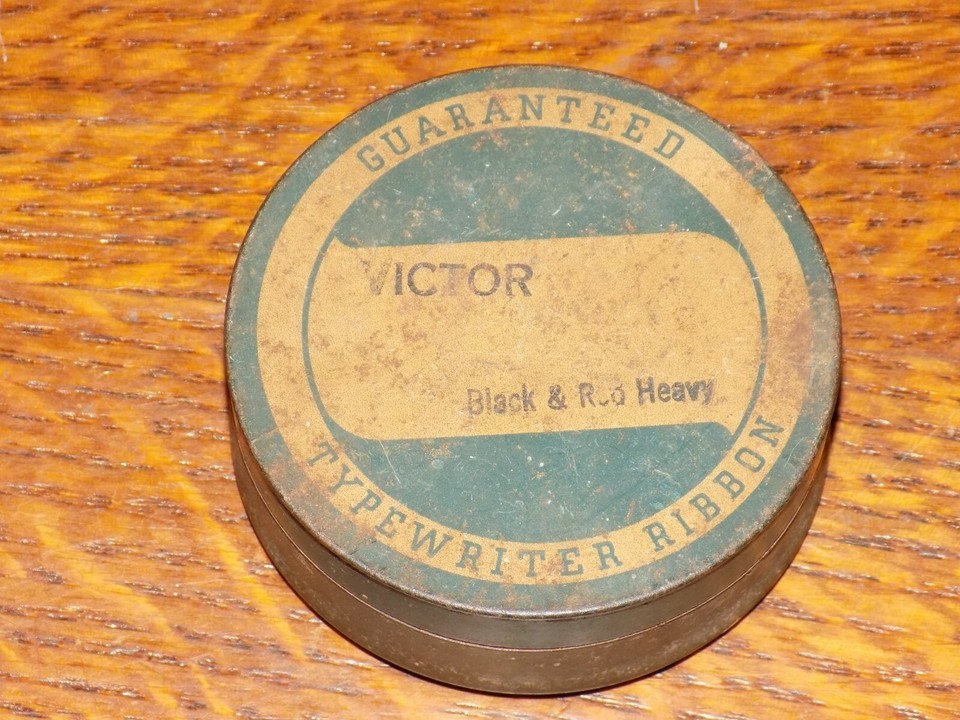 GUARANTEED
VICTOR
Black & Red Heavy
TYPEWRITER RIBBON